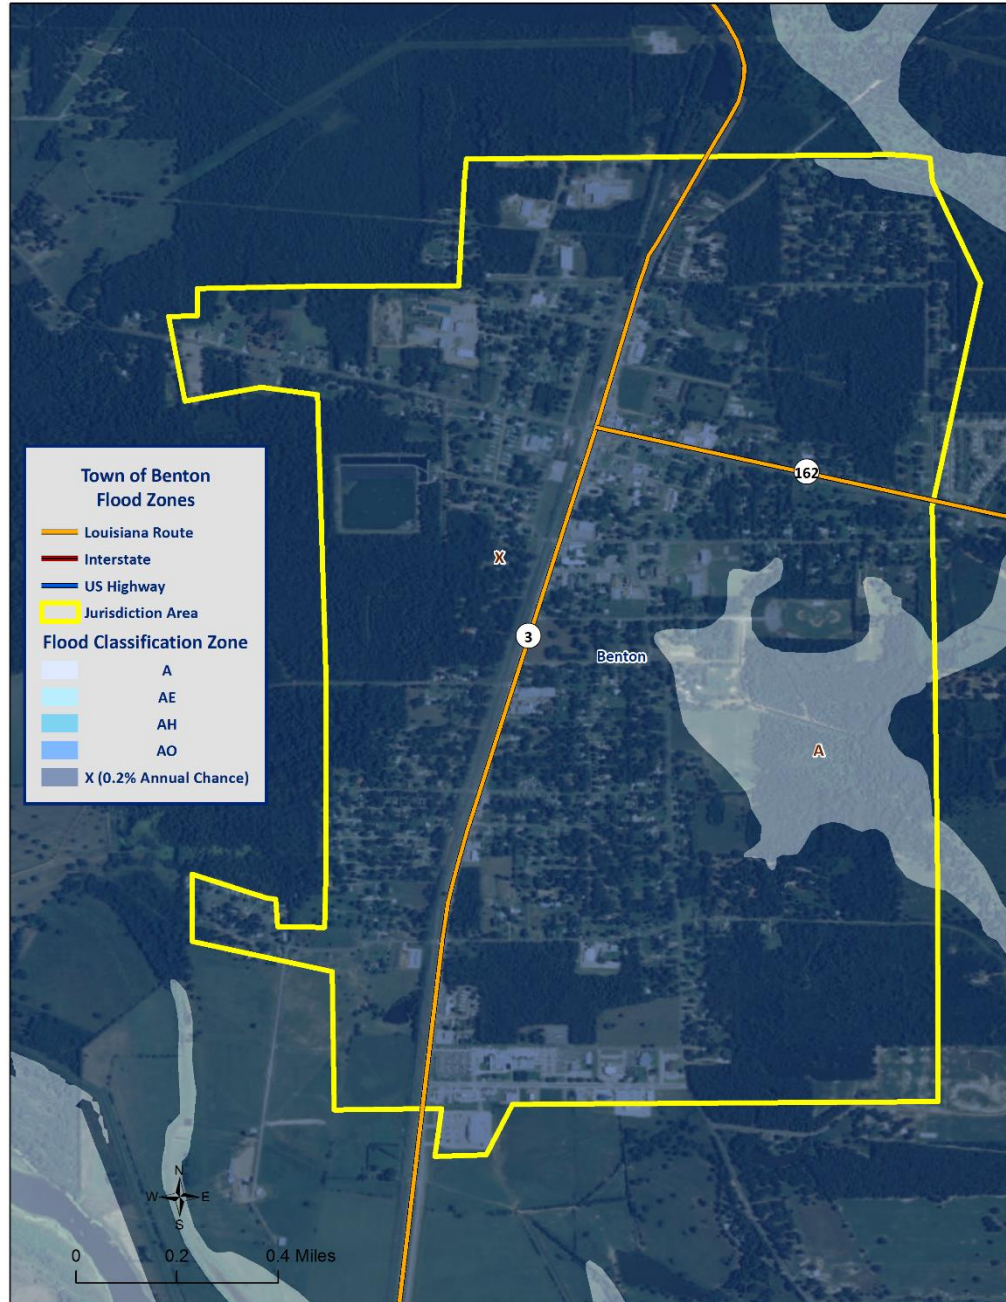 162
X
3
Benton
A
Town of Benton
Flood Zones
Louisiana Route
Interstate
US Highway
Jurisdiction Area
Flood Classification Zone
A
AE
AH
AO
X (0.2% Annual Chance)
N
W E
S
0 0.2 0.4 Miles